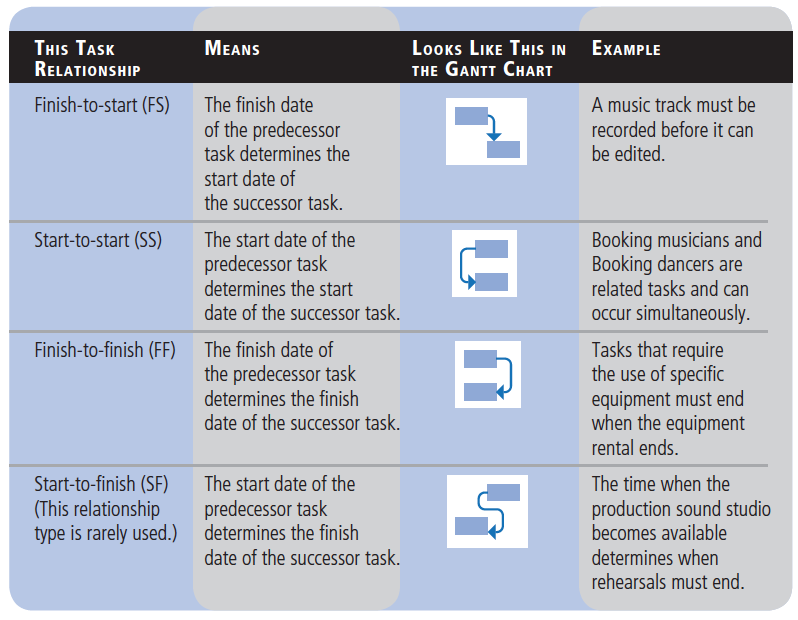 THIS TASK
RELATIONSHIP
MEANS
LOOKS LIKE THIS IN
THE GANTT CHART
EXAMPLE
Finish-to-start (FS)
The finish date
of the predecessor
task determines the
start date of
the successor task.
A music track must be
recorded before it can
be edited.
Start-to-start (SS)
The start date of the
predecessor task
determines the start
date of the successor task.
Booking musicians and
Booking dancers are
related tasks and can
occur simultaneously.
Finish-to-finish (FF)
The finish date of
the predecessor task
determines the finish
date of the successor task.
Tasks that require
the use of specific
equipment must end
when the equipment
rental ends.
Start-to-finish (SF)
(This relationship
type is rarely used.)
The start date of the
predecessor task
determines the finish
date of the successor task.
The time when the
production sound studio
becomes available
determines when
rehearsals must end.